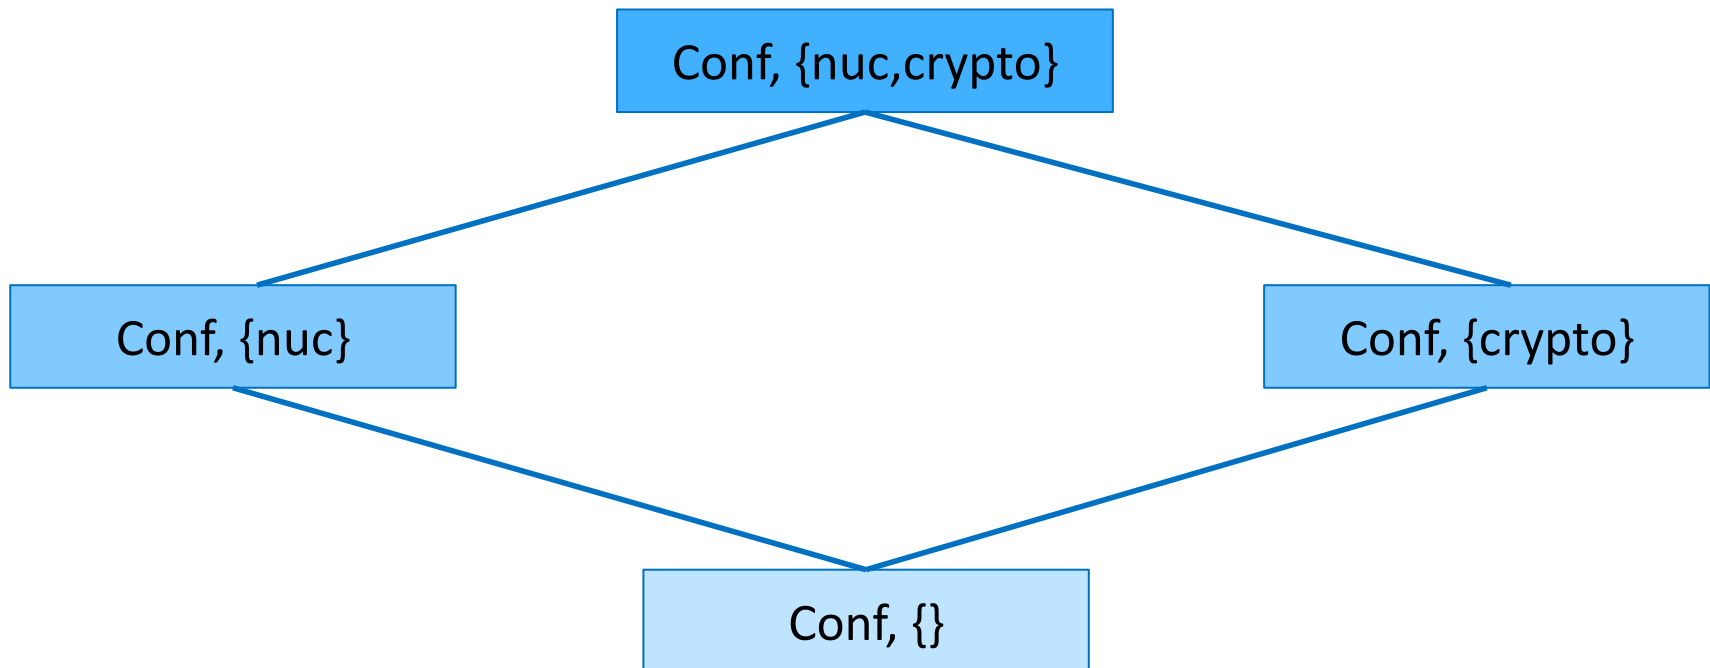 Conf, {nuc,crypto}
Conf, {nuc}
Conf, {crypto}
Conf, {}